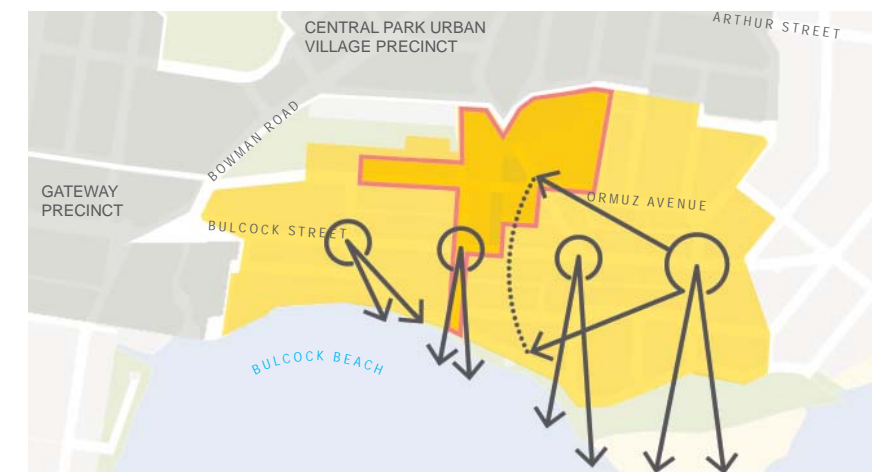 ARTHUR STREET
CENTRAL PARK URBAN
VILLAGE PRECINCT
BOWMAN ROAD
GATEWAY
PRECINCT
ORMUZ AVENUE
BULCOCK STREET
BULCOCK BEACH